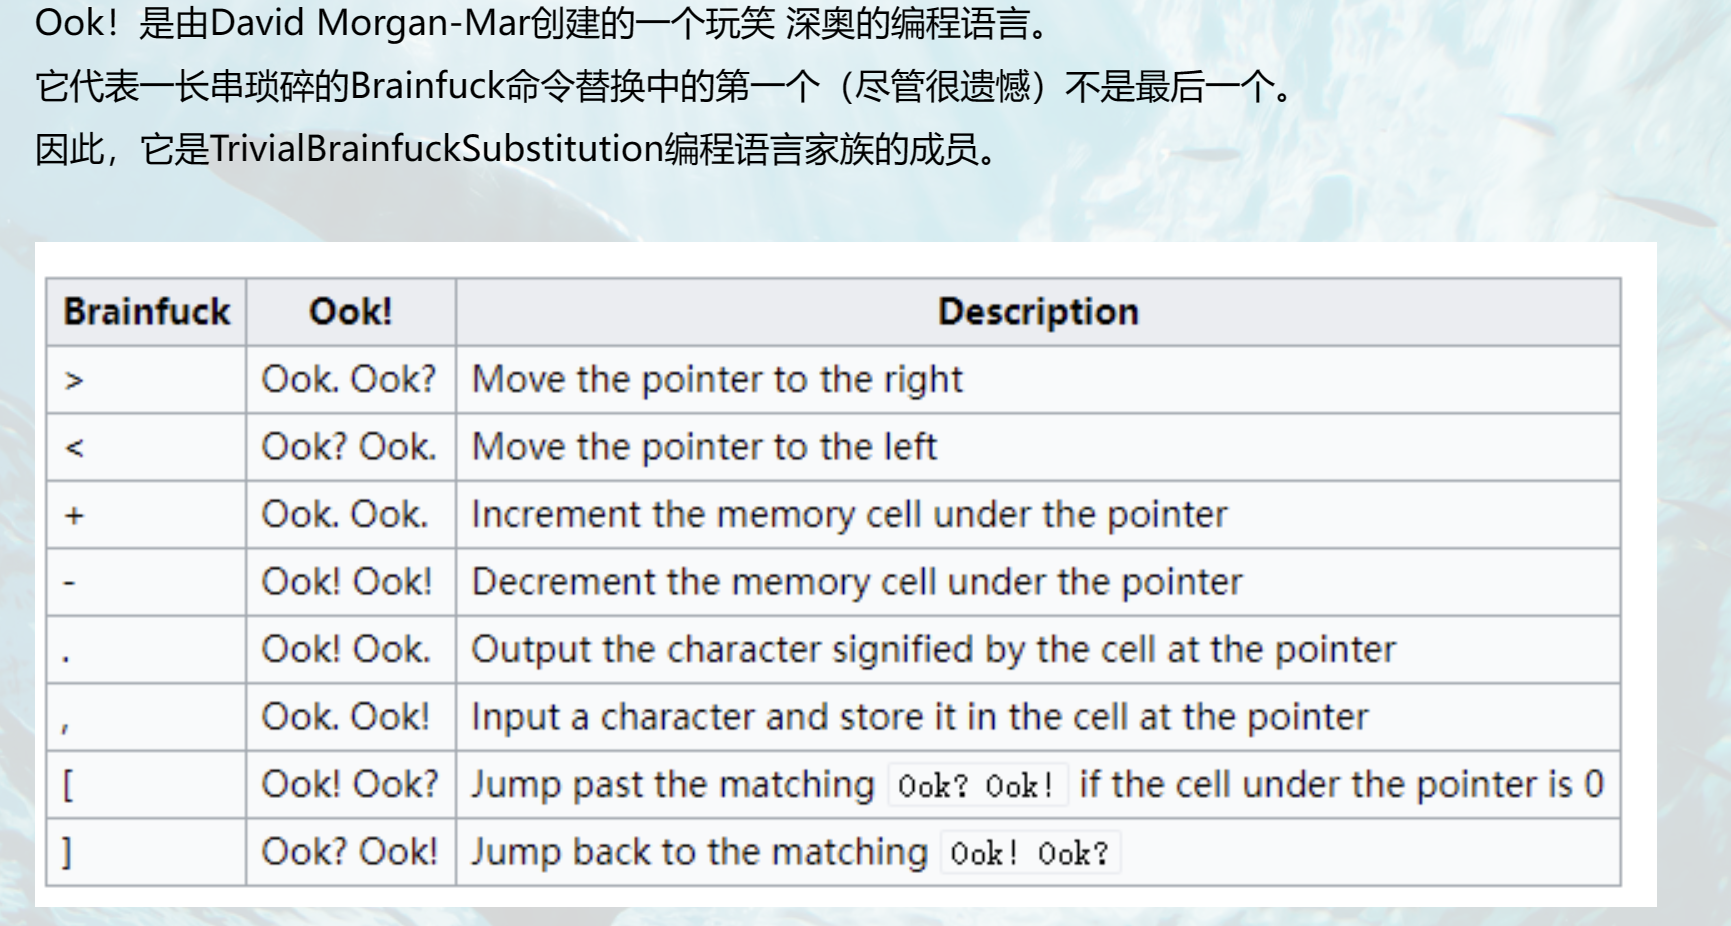 Ook！是由David Morgan-Mar创建的一个玩笑 深奥的编程语言。
它代表一长串琐碎的Brainfuck命令替换中的第一个（尽管很遗憾）不是最后一个。
因此，它是TrivialBrainfuckSubstitution编程语言家族的成员。
Brainfuck Ook! Description
> Ook. Ook? Move the pointer to the right
< Ook? Ook. Move the pointer to the left
+ Ook. Ook. Increment the memory cell under the pointer
- Ook! Ook! Decrement the memory cell under the pointer
. Ook! Ook. Output the character signified by the cell at the pointer
, Ook. Ook! Input a character and store it in the cell at the pointer
[ Ook! Ook? Jump past the matching Ook? Ook! if the cell under the pointer is 0
] Ook? Ook! Jump back to the matching Ook! Ook?